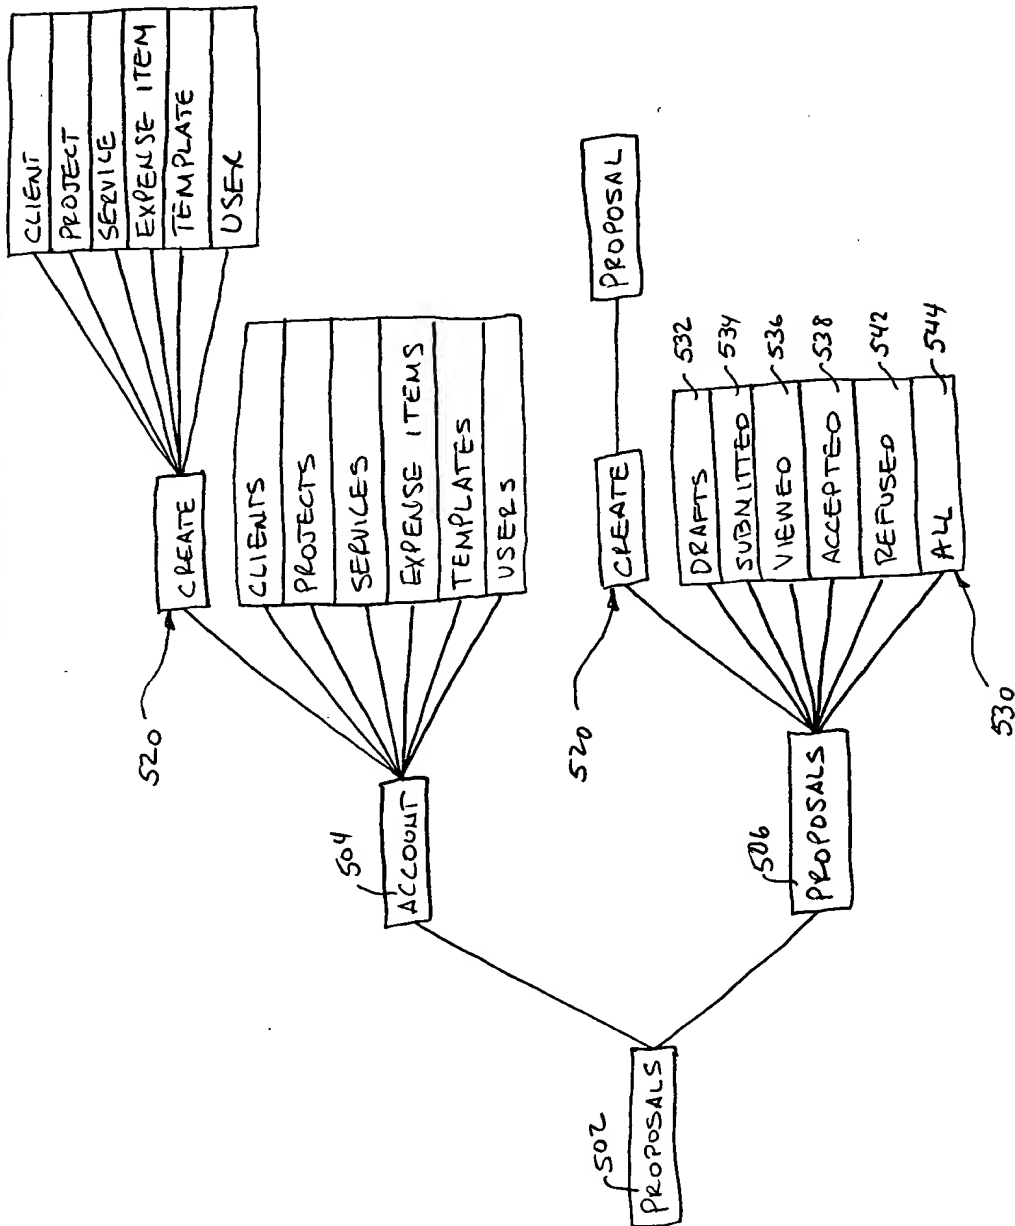 CLIENT
PROJECT
SERVICE
EXPENSE ITEM
TEMPLATE
USER
520
CREATE
CLIENTS
PROJECTS
SERVICES
EXPENSE ITEMS
TEMPLATES
USERS
504
ACCOUNT
520
CREATE
PROPOSAL
502
PROPOSALS
506
PROPOSALS
DRAFTS 532
SUBMITTED 534
VIEWED 536
ACCEPTED 538
REFUSED 542
ALL 544
530